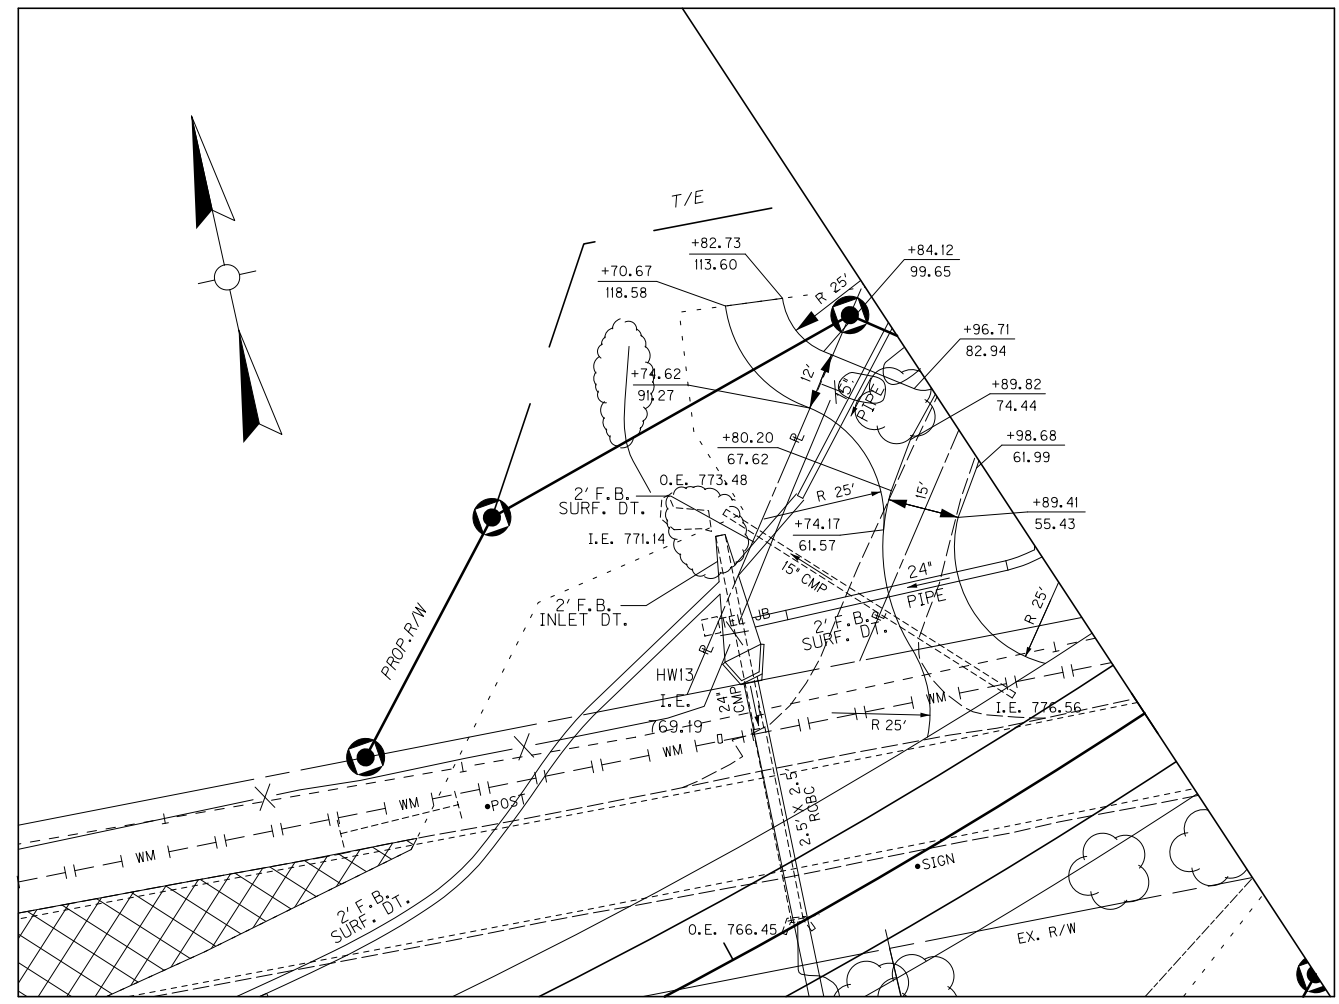 T/E
+82.73
113.60
+84.12
99.65
+70.67
118.58
R 25'
+96.71
82.94
+74.62
91.27
12'
15"
PIPE
+89.82
74.44
+80.20
67.62
+98.68
61.99
O.E. 773.48
2' F.B.
SURF. DT.
R 25'
15'
+89.41
55.43
+74.17
61.57
I.E. 771.14
15" CMP
24"
PIPE
2' F.B.
INLET DT.
TEL
JB
2' F.B.
SURF. DT.
R 25'
PROP.R/W
HW13
I.E.
769.19
24"
CMP
WM
I.E. 776.56
R 25'
WM
WM
POST
2.5' X 2.5'
RCBC
WM
SIGN
2' F.B.
SURF. DT.
O.E. 766.45
EX. R/W